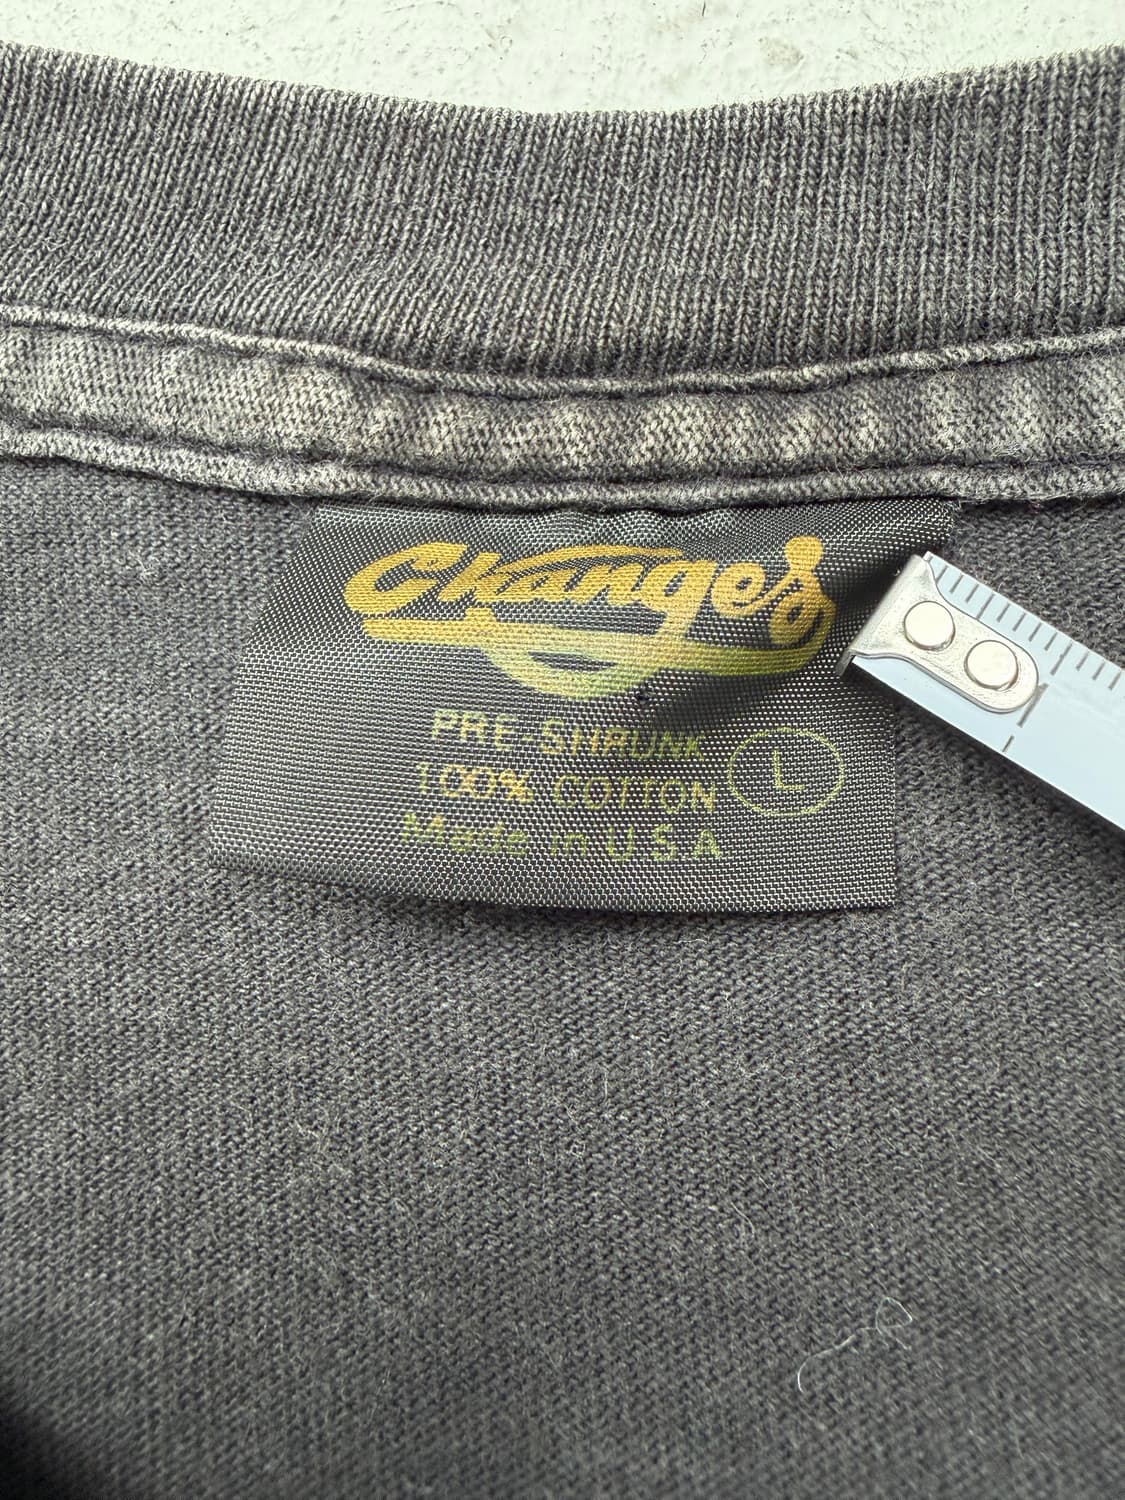 Changes
PRE-SHRUNK
100% COTTON
L
Made in U S A